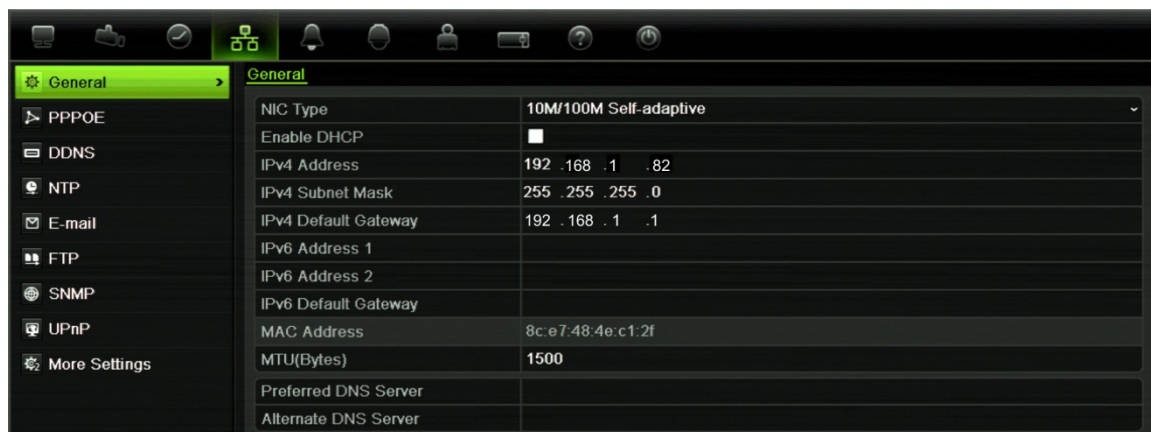 General
PPPOE
DDNS
NTP
E-mail
FTP
SNMP
UPnP
More Settings
General
NIC Type 10M/100M Self-adaptive
Enable DHCP
IPv4 Address 192 .168 .1 .82
IPv4 Subnet Mask 255 .255 .255 .0
IPv4 Default Gateway 192 .168 .1 .1
IPv6 Address 1
IPv6 Address 2
IPv6 Default Gateway
MAC Address 8c:e7:48:4e:c1:2f
MTU(Bytes) 1500
Preferred DNS Server
Alternate DNS Server